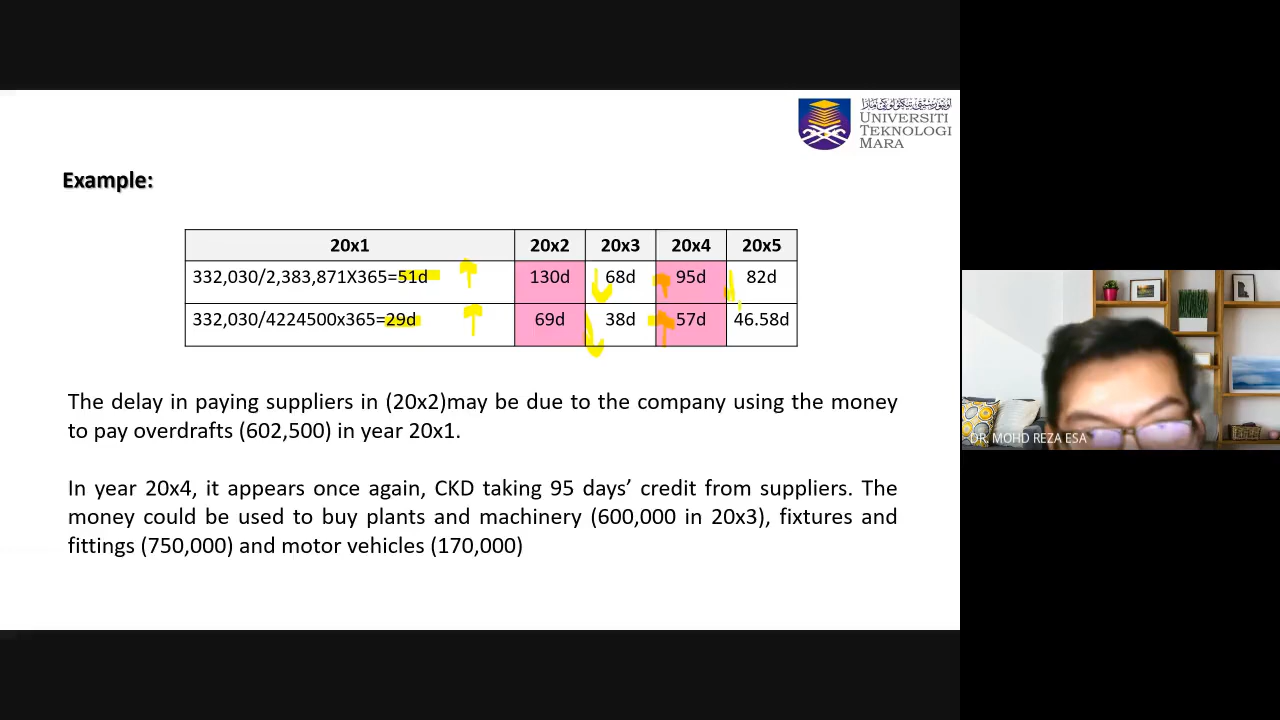 UNIVERSITI
TEKNOLOGI
MARA
Example:
20x1 20x2 20x3 20x4 20x5
332,030/2,383,871X365=51d 130d 68d 95d 82d
332,030/4224500x365=29d 69d 38d 57d 46.58d
The delay in paying suppliers in (20x2)may be due to the company using the money
to pay overdrafts (602,500) in year 20x1.
In year 20x4, it appears once again, CKD taking 95 days’ credit from suppliers. The
money could be used to buy plants and machinery (600,000 in 20x3), fixtures and
fittings (750,000) and motor vehicles (170,000)
DR. MOHD REZA ESA